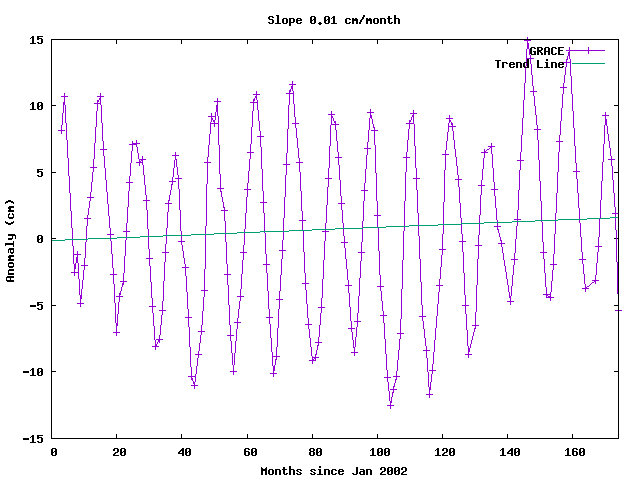 Slope 0.01 cm/month
GRACE
Trend Line
15
10
5
0
-5
-10
-15
Anomaly (cm)
0 20 40 60 80 100 120 140 160
Months since Jan 2002